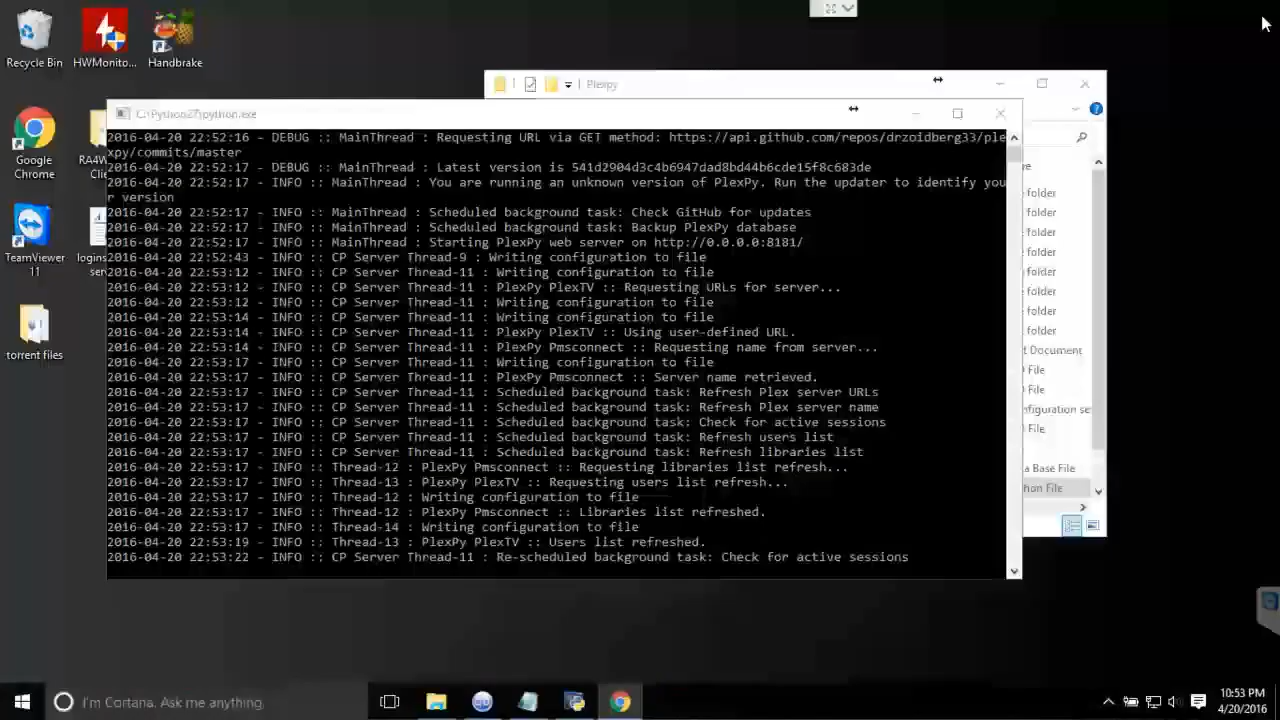 Recycle Bin
HWMonito...
Handbrake
Google Chrome
RA4W
Clie
TeamViewer 11
logins
torrent files
Plexpy
C:\Python27\python.exe
2016-04-20 22:52:16 - DEBUG :: MainThread : Requesting URL via GET method: https://api.github.com/repos/drzoidberg33/ple
xpy/commits/master
2016-04-20 22:52:17 - DEBUG :: MainThread : Latest version is 541d2904d3c4b6947dad8bd44b6cde15f8c683de
2016-04-20 22:52:17 - INFO :: MainThread : You are running an unknown version of PlexPy. Run the updater to identify you
r version
2016-04-20 22:52:17 - INFO :: MainThread : Scheduled background task: Check GitHub for updates
2016-04-20 22:52:17 - INFO :: MainThread : Scheduled background task: Backup PlexPy database
2016-04-20 22:52:17 - INFO :: MainThread : Starting PlexPy web server on http://0.0.0.0:8181/
2016-04-20 22:52:43 - INFO :: CP Server Thread-9 : Writing configuration to file
2016-04-20 22:53:12 - INFO :: CP Server Thread-11 : Writing configuration to file
2016-04-20 22:53:12 - INFO :: CP Server Thread-11 : PlexPy PlexTV :: Requesting URLs for server...
2016-04-20 22:53:12 - INFO :: CP Server Thread-11 : Writing configuration to file
2016-04-20 22:53:14 - INFO :: CP Server Thread-11 : Writing configuration to file
2016-04-20 22:53:14 - INFO :: CP Server Thread-11 : PlexPy PlexTV :: Using user-defined URL.
2016-04-20 22:53:14 - INFO :: CP Server Thread-11 : PlexPy Pmsconnect :: Requesting name from server...
2016-04-20 22:53:17 - INFO :: CP Server Thread-11 : Writing configuration to file
2016-04-20 22:53:17 - INFO :: CP Server Thread-11 : PlexPy Pmsconnect :: Server name retrieved.
2016-04-20 22:53:17 - INFO :: CP Server Thread-11 : Scheduled background task: Refresh Plex server URLs
2016-04-20 22:53:17 - INFO :: CP Server Thread-11 : Scheduled background task: Refresh Plex server name
2016-04-20 22:53:17 - INFO :: CP Server Thread-11 : Scheduled background task: Check for active sessions
2016-04-20 22:53:17 - INFO :: CP Server Thread-11 : Scheduled background task: Refresh users list
2016-04-20 22:53:17 - INFO :: CP Server Thread-11 : Scheduled background task: Refresh libraries list
2016-04-20 22:53:17 - INFO :: Thread-12 : PlexPy Pmsconnect :: Requesting libraries list refresh...
2016-04-20 22:53:17 - INFO :: Thread-13 : PlexPy PlexTV :: Requesting users list refresh...
2016-04-20 22:53:17 - INFO :: Thread-12 : Writing configuration to file
2016-04-20 22:53:17 - INFO :: Thread-12 : PlexPy Pmsconnect :: Libraries list refreshed.
2016-04-20 22:53:17 - INFO :: Thread-14 : Writing configuration to file
2016-04-20 22:53:19 - INFO :: Thread-13 : PlexPy PlexTV :: Users list refreshed.
2016-04-20 22:53:22 - INFO :: CP Server Thread-11 : Re-scheduled background task: Check for active sessions
e folder
e folder
e folder
e folder
e folder
e folder
e folder
e folder
t Document
File
File
nfiguration se
File
a Base File
hon File
I'm Cortana. Ask me anything.
10:53 PM
4/20/2016